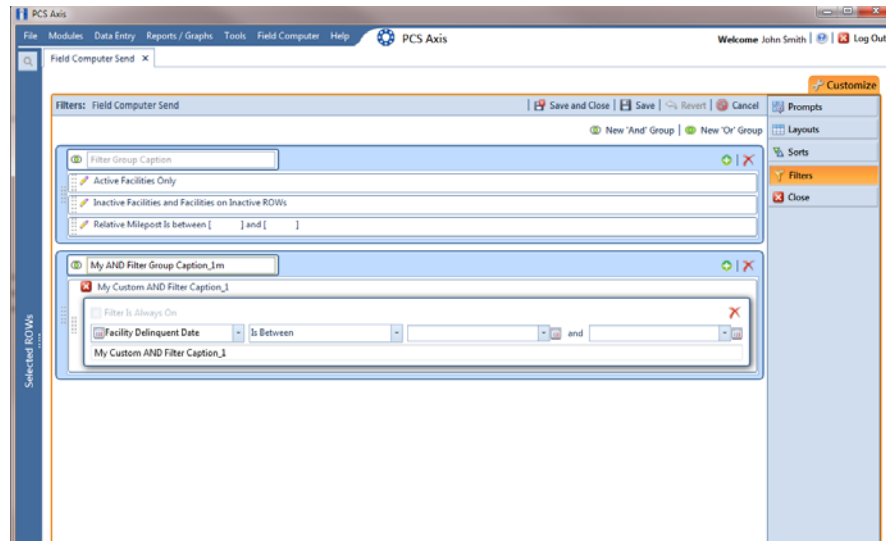 PCS Axis
File Modules Data Entry Reports / Graphs Tools Field Computer Help PCS Axis Welcome John Smith | | Log Out
Field Computer Send X
Customize
Filters: Field Computer Send | Save and Close | Save | Revert | Cancel Prompts
New 'And' Group | New 'Or' Group Layouts
Filter Group Caption Sorts
Active Facilities Only Filters
Inactive Facilities and Facilities on Inactive ROWs Close
Relative Milepost Is between [ ] and [ ]
My AND Filter Group Caption_1m
My Custom AND Filter Caption_1
Filter Is Always On
Facility Delinquent Date Is Between and
My Custom AND Filter Caption_1
Selected ROWs